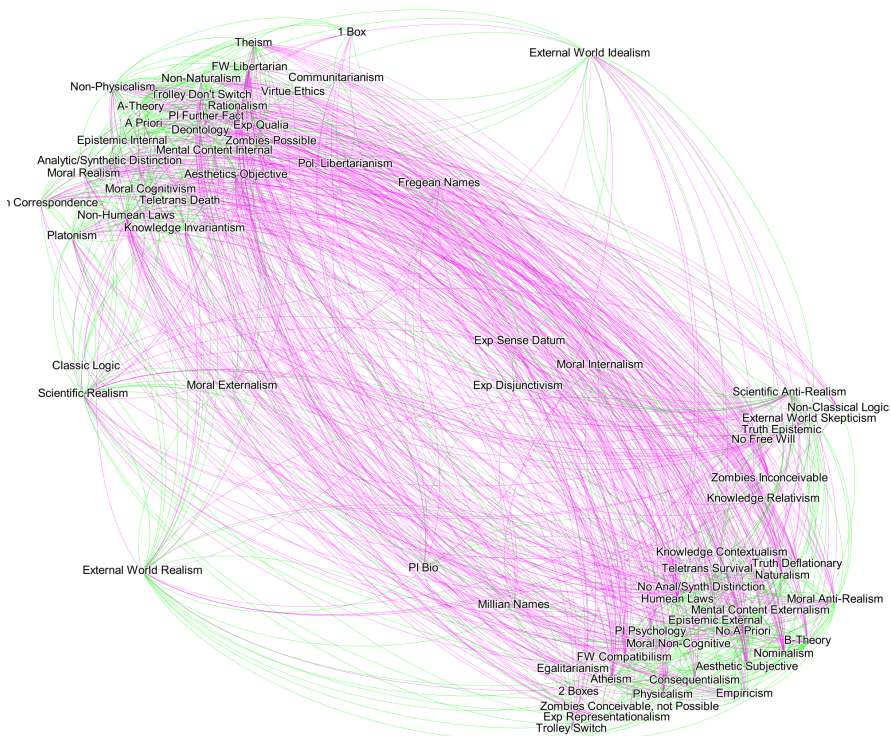 1 Box
Theism
External World Idealism
FW Libertarian
Communitarianism
Non-Naturalism
Non-Physicalism
Virtue Ethics
Trolley Don't Switch
A-Theory
Rationalism
PI Further Fact
A Priori
Exp Qualia
Deontology
Epistemic Internal
Zombies Possible
Mental Content Internal
Analytic/Synthetic Distinction
Pol. Libertarianism
Moral Realism
Aesthetics Objective
Fregean Names
Moral Cognitivism
Teletrans Death
n Correspondence
Non-Humean Laws
Knowledge Invariantism
Platonism
Exp Sense Datum
Classic Logic
Moral Internalism
Moral Externalism
Exp Disjunctivism
Scientific Realism
Scientific Anti-Realism
Non-Classical Logic
External World Skepticism
Truth Epistemic
No Free Will
Zombies Inconceivable
Knowledge Relativism
Knowledge Contextualism
Truth Deflationary
External World Realism
PI Bio
Teletrans Survival
Naturalism
No Anal/Synth Distinction
Humean Laws
Moral Anti-Realism
Millian Names
Mental Content Externalism
Epistemic External
PI Psychology
No A Priori
B-Theory
Moral Non-Cognitive
Nominalism
FW Compatibilism
Egalitarianism
Aesthetic Subjective
Atheism
Consequentialism
2 Boxes
Physicalism
Empiricism
Zombies Conceivable, not Possible
Exp Representationalism
Trolley Switch